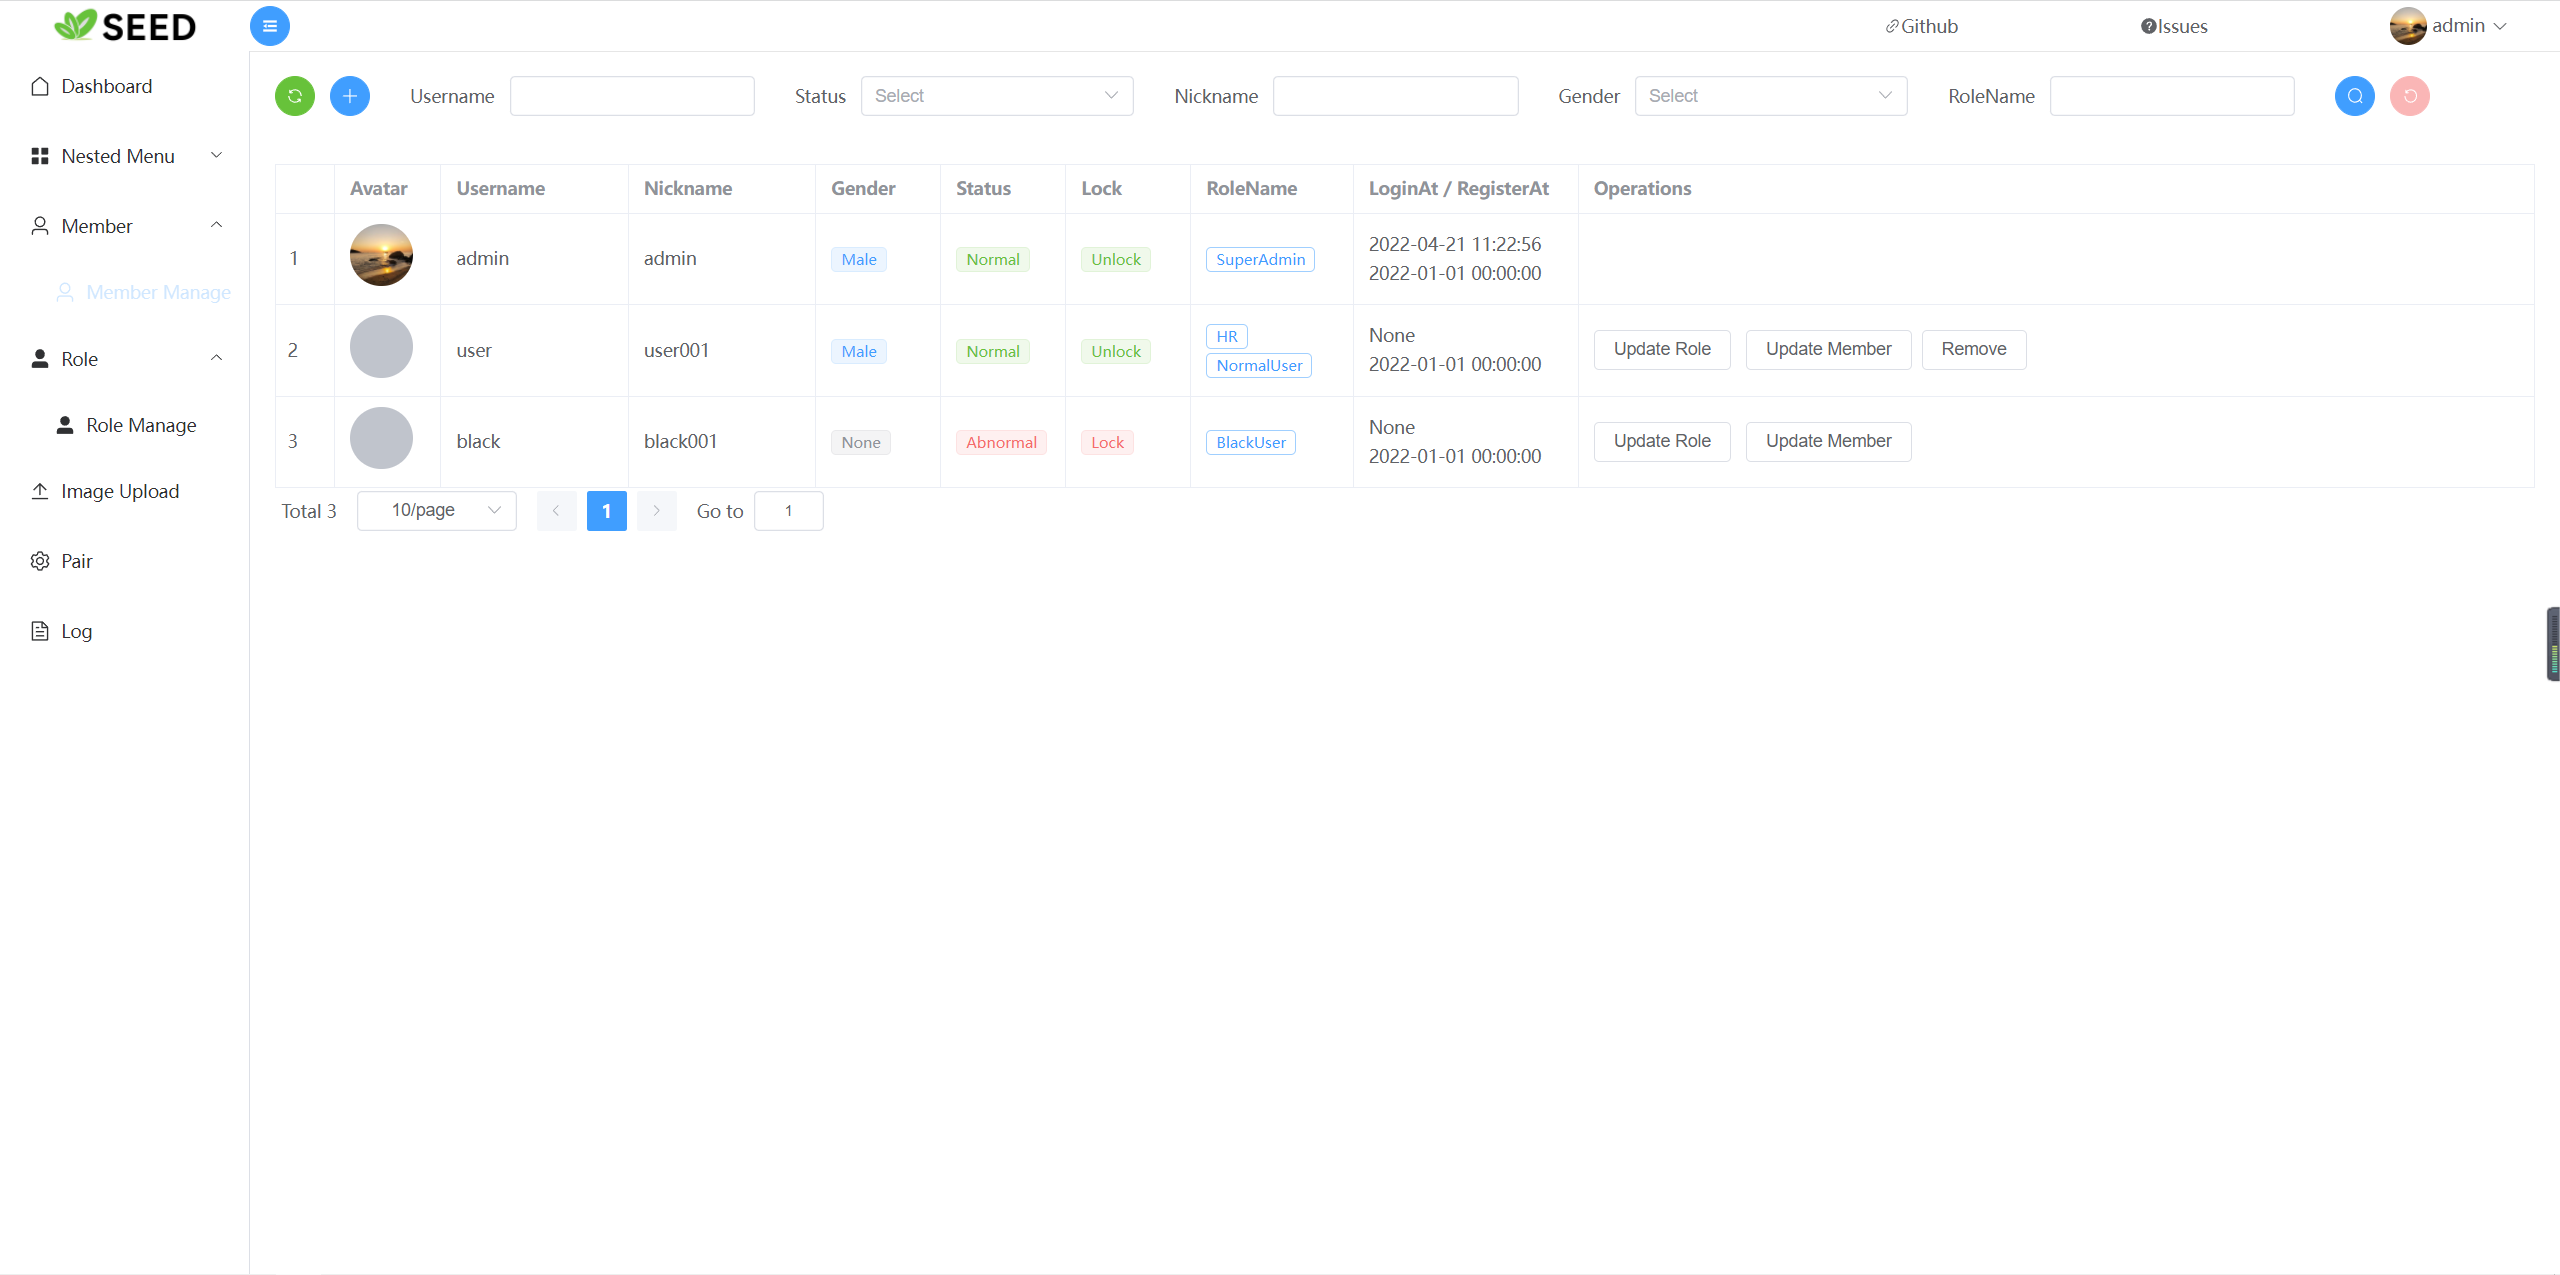 SEED
Github
Issues
admin
Dashboard
Nested Menu
Member
Member Manage
Role
Role Manage
Image Upload
Pair
Log
Username
Status Select
Nickname
Gender Select
RoleName
Avatar Username Nickname Gender Status Lock RoleName LoginAt / RegisterAt Operations
1 admin admin Male Normal Unlock SuperAdmin 2022-04-21 11:22:56
2022-01-01 00:00:00
2 user user001 Male Normal Unlock HR
NormalUser
None
2022-01-01 00:00:00
Update Role Update Member Remove
3 black black001 None Abnormal Lock BlackUser None
2022-01-01 00:00:00
Update Role Update Member
Total 3 10/page 1 Go to 1